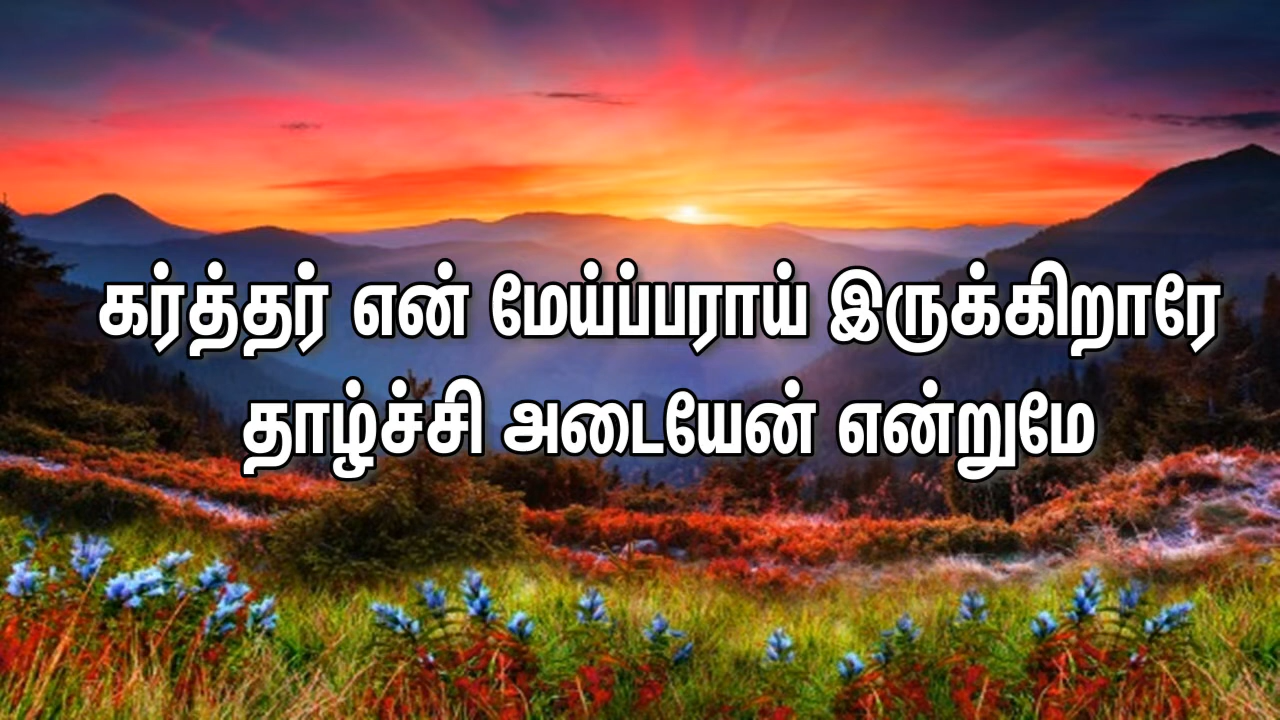 கர்த்தர் என் மேய்ப்பராய் இருக்கிறாரே
தாழ்ச்சி அடையேன் என்றுமே